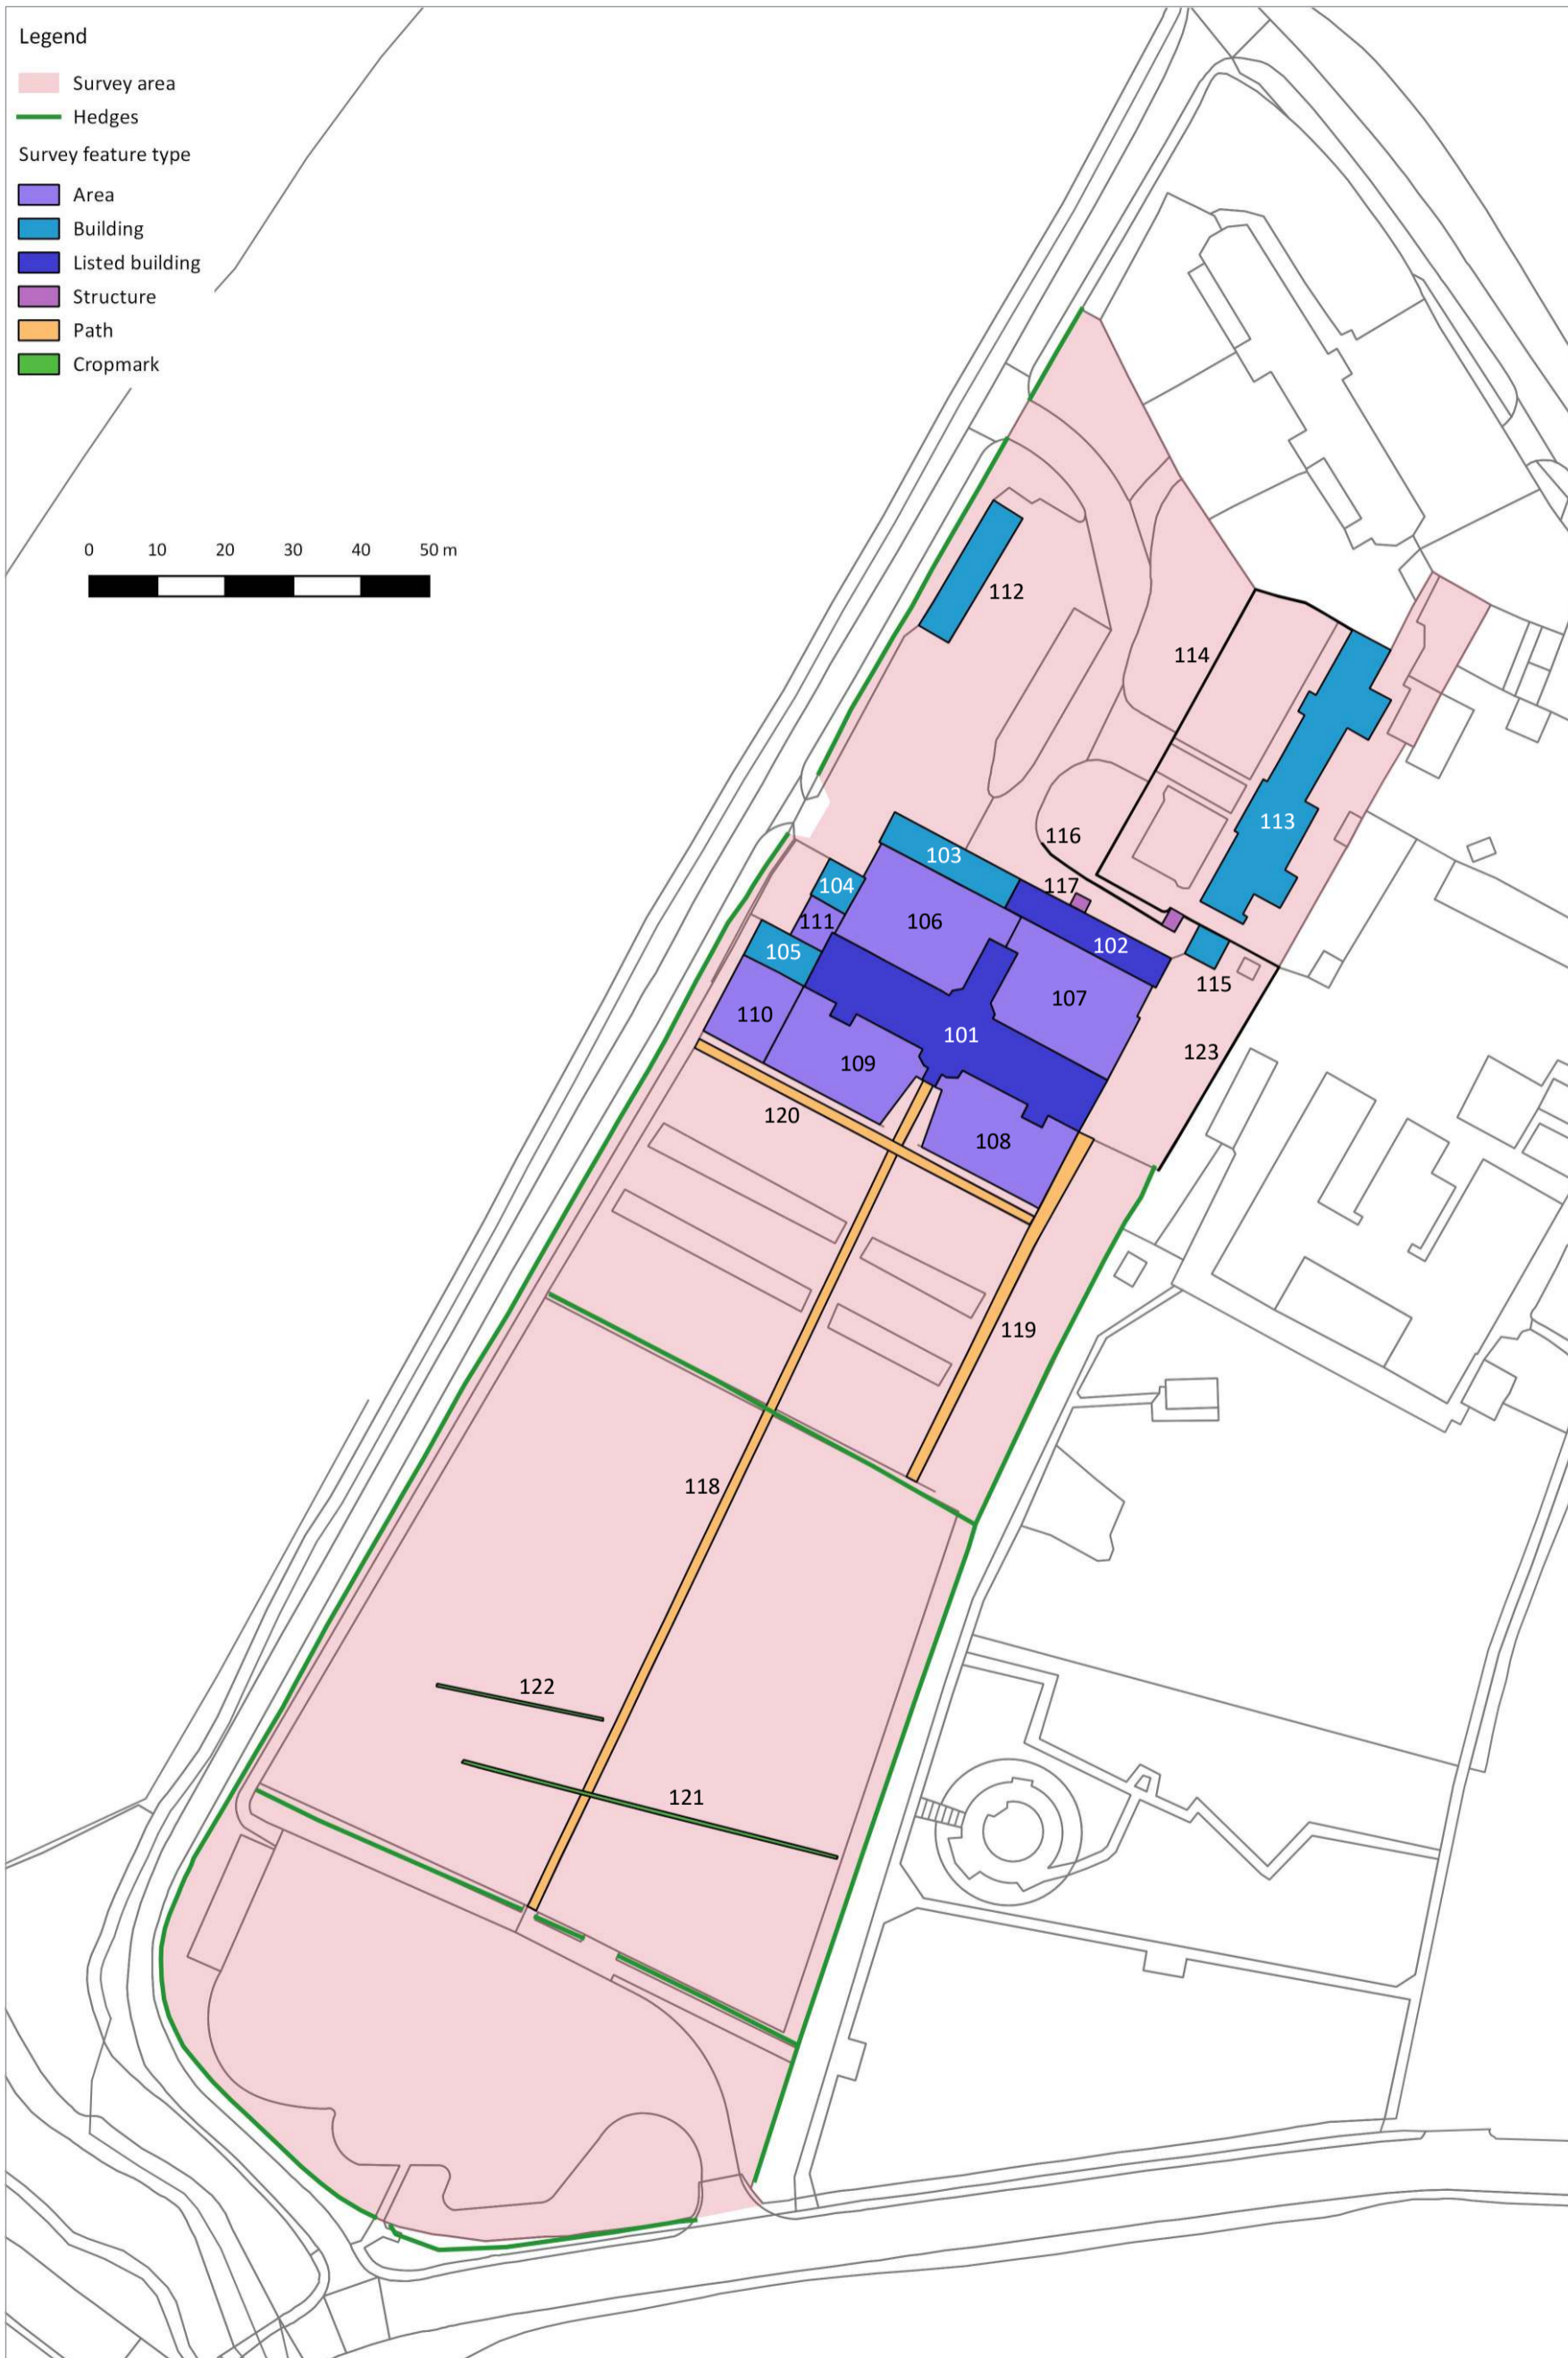 Legend
Survey area
Hedges
Survey feature type
Area
Building
Listed building
Structure
Path
Cropmark
0 10 20 30 40 50 m
112
114
113
116
103
117
104
106
111
102
105
115
107
110
101
123
109
120
108
119
118
122
121